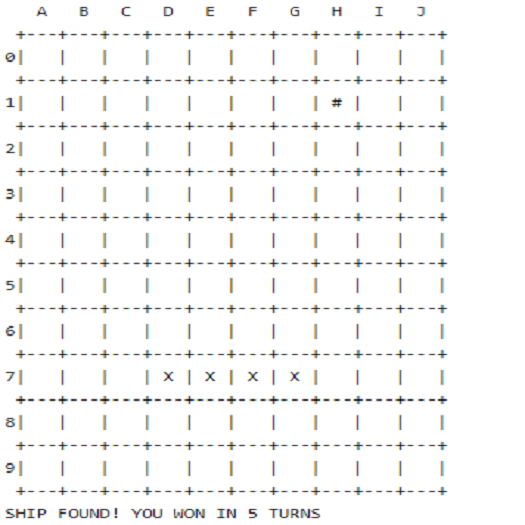 A B C D E F G H I J
+---+---+---+---+---+---+---+---+---+---+
0| | | | | | | | | | |
+---+---+---+---+---+---+---+---+---+---+
1| | | | | | | | # | | |
+---+---+---+---+---+---+---+---+---+---+
2| | | | | | | | | | |
+---+---+---+---+---+---+---+---+---+---+
3| | | | | | | | | | |
+---+---+---+---+---+---+---+---+---+---+
4| | | | | | | | | | |
+---+---+---+---+---+---+---+---+---+---+
5| | | | | | | | | | |
+---+---+---+---+---+---+---+---+---+---+
6| | | | | | | | | | |
+---+---+---+---+---+---+---+---+---+---+
7| | | | X | X | X | X | | | |
+---+---+---+---+---+---+---+---+---+---+
8| | | | | | | | | | |
+---+---+---+---+---+---+---+---+---+---+
9| | | | | | | | | | |
+---+---+---+---+---+---+---+---+---+---+
SHIP FOUND! YOU WON IN 5 TURNS